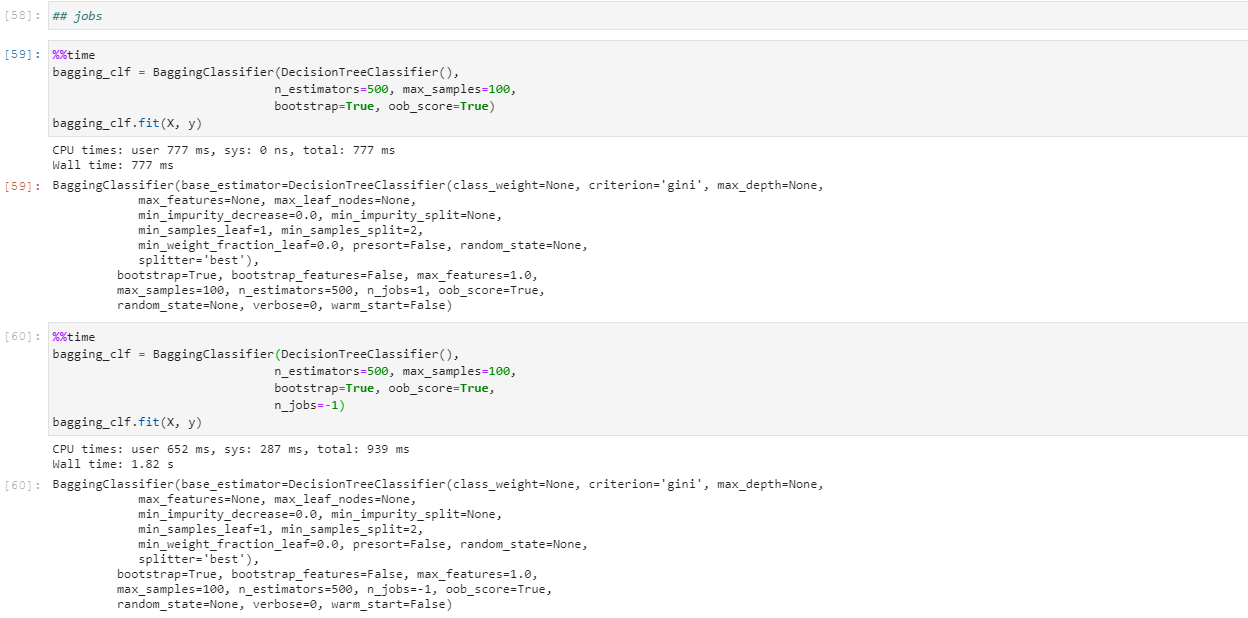 [58]: ## jobs
[59]: %%time
bagging_clf = BaggingClassifier(DecisionTreeClassifier(),
                               n_estimators=500, max_samples=100,
                               bootstrap=True, oob_score=True)
bagging_clf.fit(X, y)
CPU times: user 777 ms, sys: 0 ns, total: 777 ms
Wall time: 777 ms
[59]: BaggingClassifier(base_estimator=DecisionTreeClassifier(class_weight=None, criterion='gini', max_depth=None,
            max_features=None, max_leaf_nodes=None,
            min_impurity_decrease=0.0, min_impurity_split=None,
            min_samples_leaf=1, min_samples_split=2,
            min_weight_fraction_leaf=0.0, presort=False, random_state=None,
            splitter='best'),
         bootstrap=True, bootstrap_features=False, max_features=1.0,
         max_samples=100, n_estimators=500, n_jobs=1, oob_score=True,
         random_state=None, verbose=0, warm_start=False)
[60]: %%time
bagging_clf = BaggingClassifier(DecisionTreeClassifier(),
                               n_estimators=500, max_samples=100,
                               bootstrap=True, oob_score=True,
                               n_jobs=-1)
bagging_clf.fit(X, y)
CPU times: user 652 ms, sys: 287 ms, total: 939 ms
Wall time: 1.82 s
[60]: BaggingClassifier(base_estimator=DecisionTreeClassifier(class_weight=None, criterion='gini', max_depth=None,
            max_features=None, max_leaf_nodes=None,
            min_impurity_decrease=0.0, min_impurity_split=None,
            min_samples_leaf=1, min_samples_split=2,
            min_weight_fraction_leaf=0.0, presort=False, random_state=None,
            splitter='best'),
         bootstrap=True, bootstrap_features=False, max_features=1.0,
         max_samples=100, n_estimators=500, n_jobs=-1, oob_score=True,
         random_state=None, verbose=0, warm_start=False)